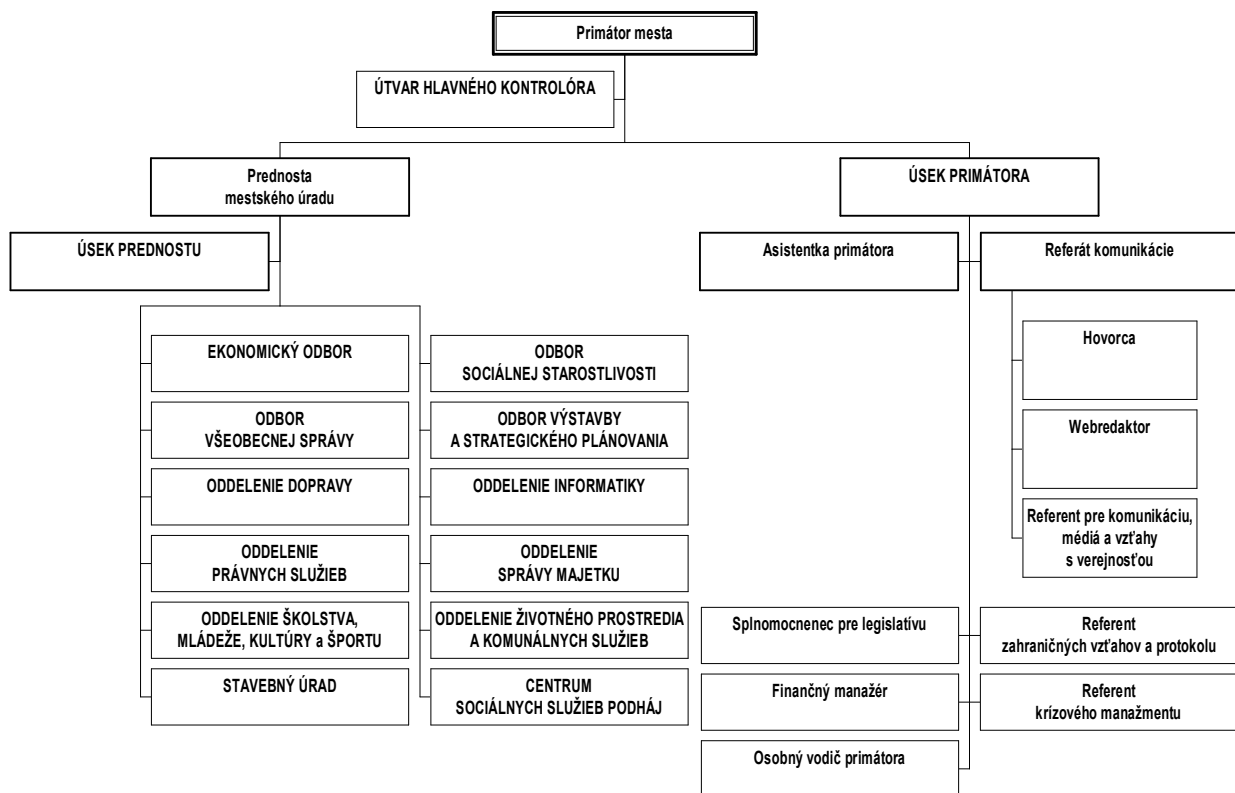 Primátor mesta
ÚTVAR HLAVNÉHO KONTROLÓRA
Prednosta
mestského úradu
ÚSEK PRIMÁTORA
ÚSEK PREDNOSTU
Asistentka primátora
Referát komunikácie
EKONOMICKÝ ODBOR
ODBOR
SOCIÁLNEJ STAROSTLIVOSTI
Hovorca
ODBOR
VŠEOBECNEJ SPRÁVY
ODBOR VÝSTAVBY
A STRATEGICKÉHO PLÁNOVANIA
Webredaktor
ODDELENIE DOPRAVY
ODDELENIE INFORMATIKY
Referent pre komunikáciu,
médiá a vzťahy
s verejnosťou
ODDELENIE
PRÁVNYCH SLUŽIEB
ODDELENIE
SPRÁVY MAJETKU
ODDELENIE ŠKOLSTVA,
MLÁDEŽE, KULTÚRY a ŠPORTU
ODDELENIE ŽIVOTNÉHO PROSTREDIA
A KOMUNÁLNYCH SLUŽIEB
Splnomocnenec pre legislatívu
Referent
zahraničných vzťahov a protokolu
STAVEBNÝ ÚRAD
CENTRUM
SOCIÁLNYCH SLUŽIEB PODHÁJ
Finančný manažér
Referent
krízového manažmentu
Osobný vodič primátora